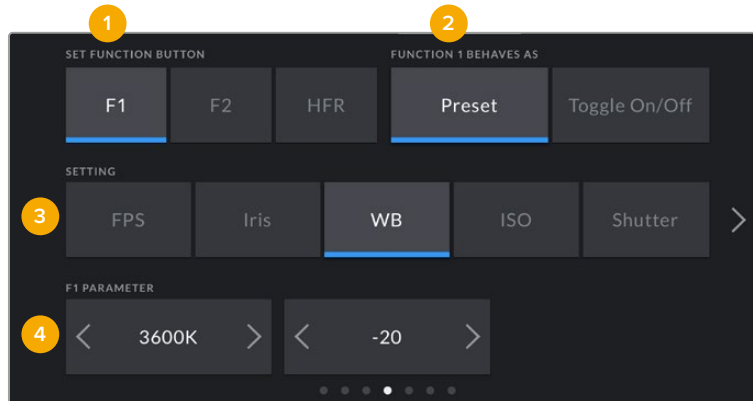 1
2
SET FUNCTION BUTTON
FUNCTION 1 BEHAVES AS
F1
F2
HFR
Preset
Toggle On/Off
SETTING
3
FPS
Iris
WB
ISO
Shutter
F1 PARAMETER
4
3600K
-20